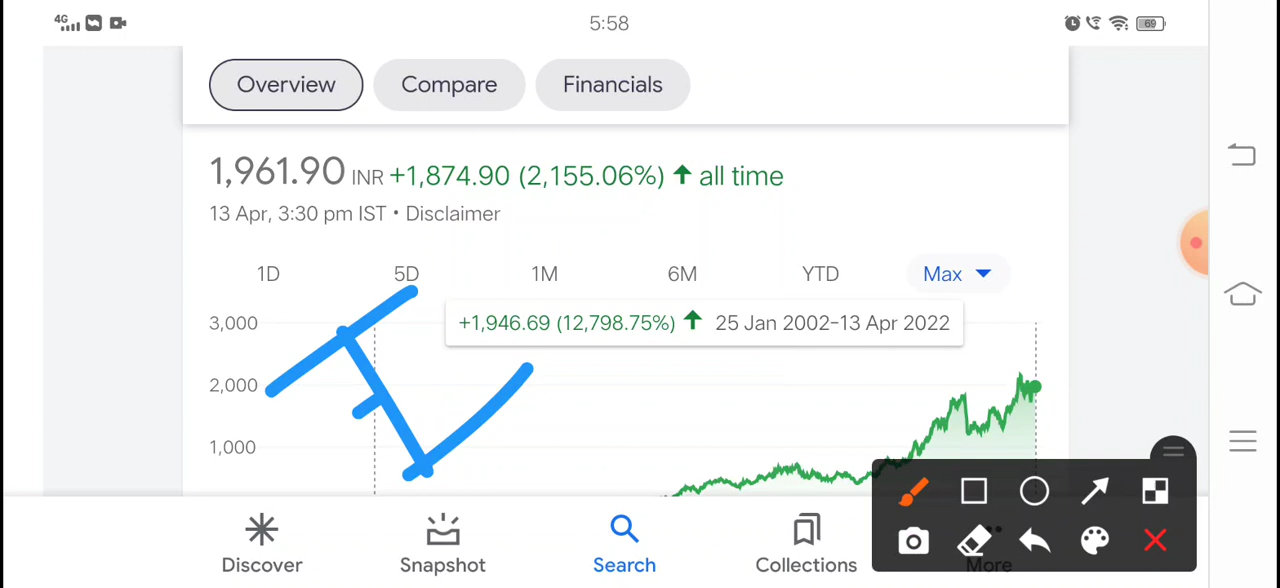 4G 5:58 69
Overview Compare Financials
1,961.90 INR +1,874.90 (2,155.06%) ↑ all time
13 Apr, 3:30 pm IST • Disclaimer
1D 5D 1M 6M YTD Max
+1,946.69 (12,798.75%) ↑ 25 Jan 2002-13 Apr 2022
3,000
2,000
1,000
Discover Snapshot Search Collections More